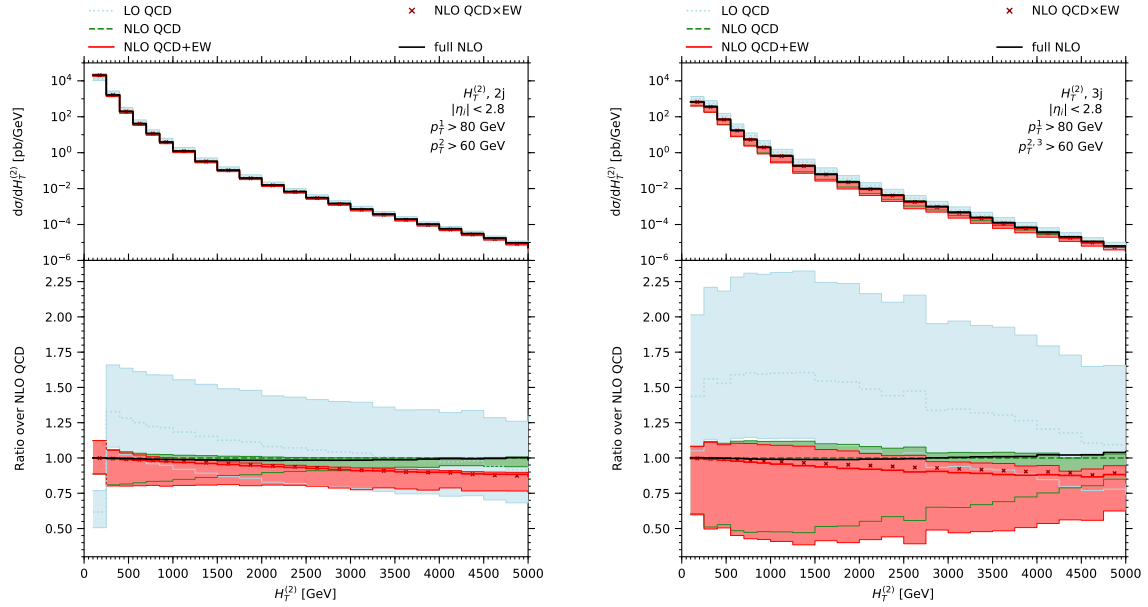 LO QCD
NLO QCD
NLO QCD+EW
NLO QCD×EW
full NLO
dσ/dH_T^(2) [pb/GeV]
10^4
10^2
10^0
10^−2
10^−4
10^−6
H_T^(2), 2j
|η_i| < 2.8
p_T^1 > 80 GeV
p_T^2 > 60 GeV
Ratio over NLO QCD
2.25
2.00
1.75
1.50
1.25
1.00
0.75
0.50
0 500 1000 1500 2000 2500 3000 3500 4000 4500 5000
H_T^(2) [GeV]
LO QCD
NLO QCD
NLO QCD+EW
NLO QCD×EW
full NLO
dσ/dH_T^(2) [pb/GeV]
10^4
10^2
10^0
10^−2
10^−4
10^−6
H_T^(2), 3j
|η_i| < 2.8
p_T^1 > 80 GeV
p_T^2,3 > 60 GeV
Ratio over NLO QCD
2.25
2.00
1.75
1.50
1.25
1.00
0.75
0.50
0 500 1000 1500 2000 2500 3000 3500 4000 4500 5000
H_T^(2) [GeV]